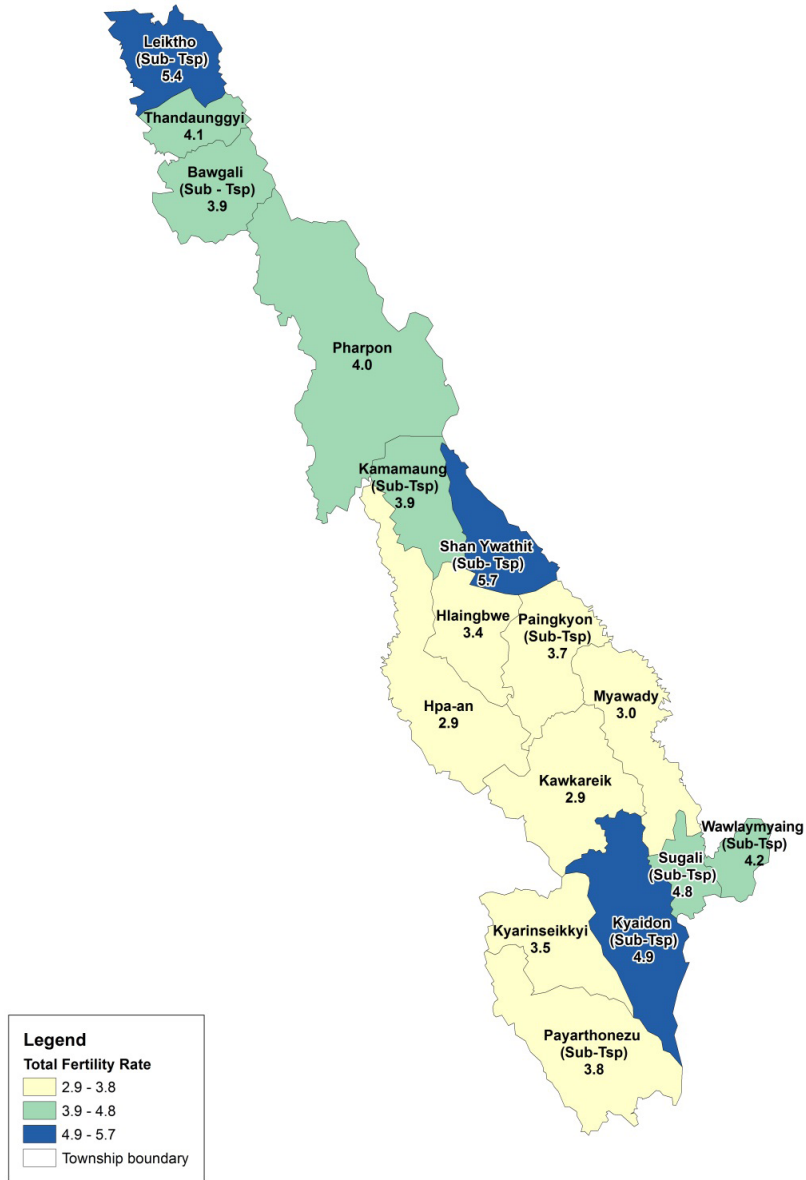 Leiktho
(Sub- Tsp)
5.4
Thandaunggyi
4.1
Bawgali
(Sub - Tsp)
3.9
Pharpon
4.0
Kamamaung
(Sub-Tsp)
3.9
Shan Ywathit
(Sub- Tsp)
5.7
Hlaingbwe
3.4
Paingkyon
(Sub-Tsp)
3.7
Myawady
3.0
Hpa-an
2.9
Kawkareik
2.9
Wawlaymyaing
(Sub-Tsp)
4.2
Sugali
(Sub-Tsp)
4.8
Kyarinseikkyi
3.5
Kyaidon
(Sub-Tsp)
4.9
Payarthonezu
(Sub-Tsp)
3.8
Legend
Total Fertility Rate
2.9 - 3.8
3.9 - 4.8
4.9 - 5.7
Township boundary